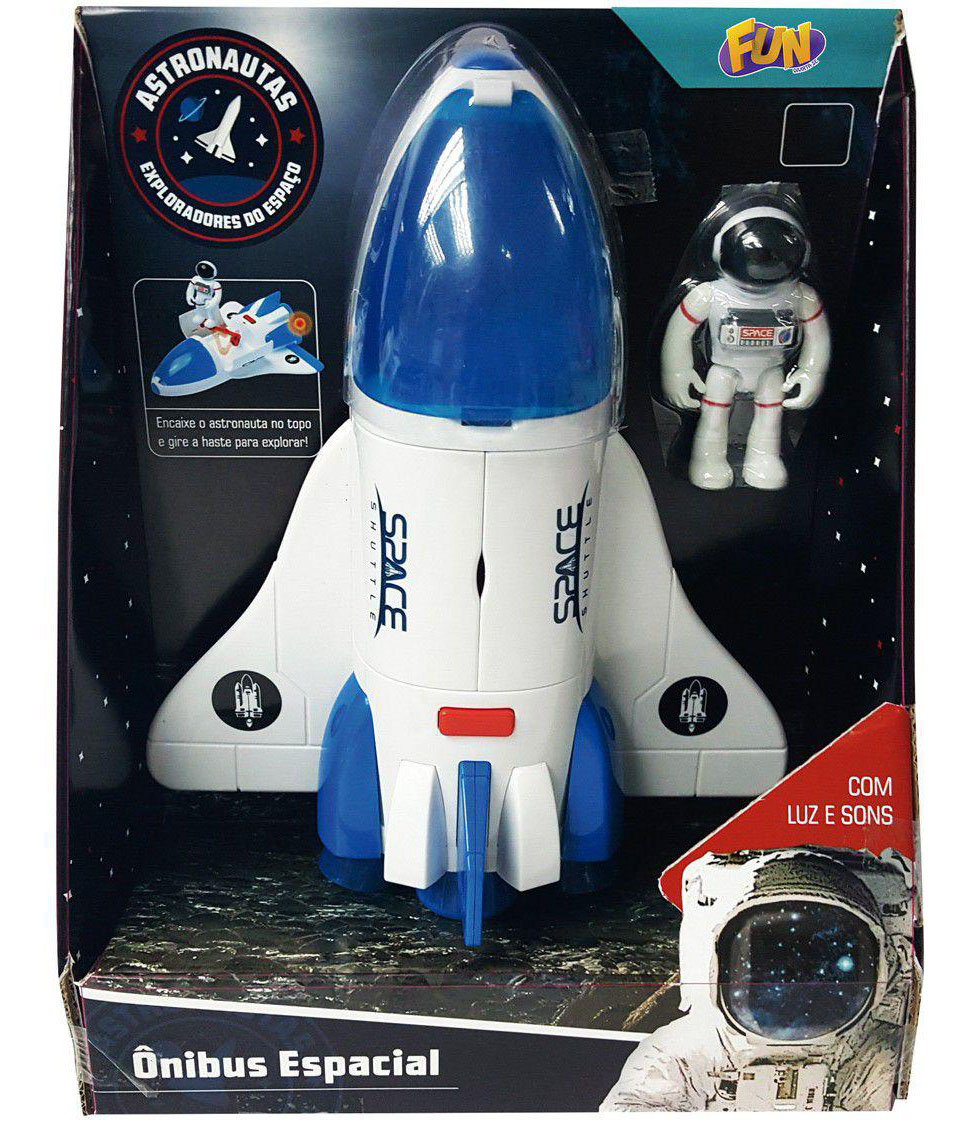 ASTRONAUTAS
EXPLORADORES DO ESPAÇO
FUN
Encaixe o astronauta no topo
e gire a haste para explorar!
SPACE
SPACE
SHUTTLE
SPACE
SHUTTLE
COM
LUZ E SONS
Ônibus Espacial